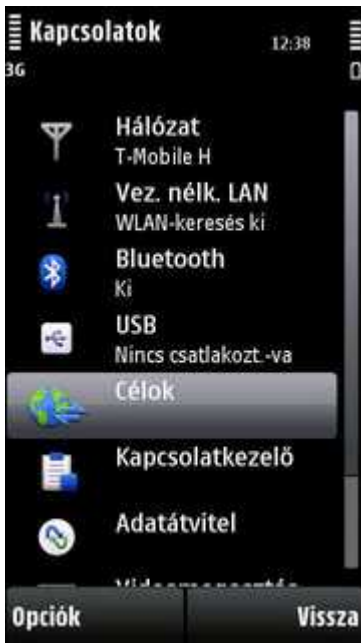 Kapcsolatok
12:38
3G
Hálózat
T-Mobile H
Vez. nélk. LAN
WLAN-keresés ki
Bluetooth
Ki
USB
Nincs csatlakozt.-va
Célok
Kapcsolatkezelő
Adatátvitel
Opciók Vissza